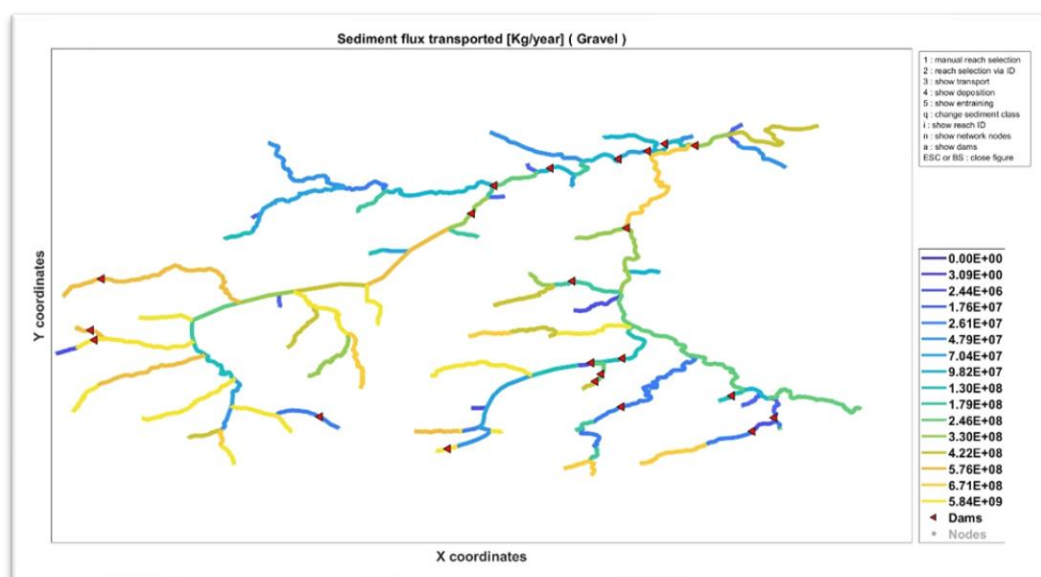 Sediment flux transported [Kg/year] ( Gravel )
1 : manual reach selection
2 : reach selection via ID
3 : show transport
4 : show deposition
5 : show entraining
q : change sediment class
i : show reach ID
n : show network nodes
a : show dams
ESC or BS : close figure
Y coordinates
0.00E+00
3.09E+00
2.44E+06
1.76E+07
2.61E+07
4.79E+07
7.04E+07
9.82E+07
1.30E+08
1.79E+08
2.46E+08
3.30E+08
4.22E+08
5.76E+08
6.71E+08
5.84E+09
Dams
Nodes
X coordinates